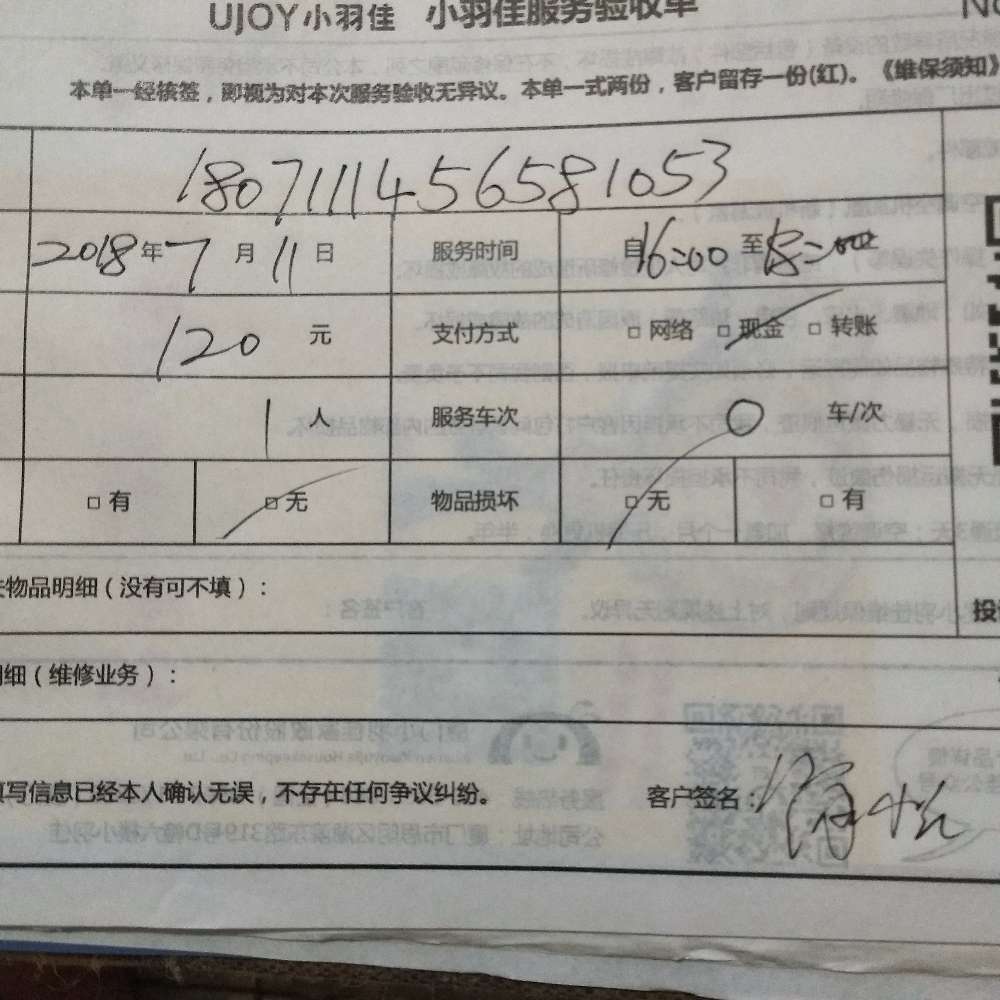 UJOY小羽佳 小羽佳服务验收单 No
本单一经核签，即视为对本次服务验收无异议。本单一式两份，客户留存一份(红)。《维保须知》
180711145658​1053
2018年7月11日 服务时间 自16:00 至18:00
120 元 支付方式 □网络 □现金 □转账
1人 服务车次 0 车/次
□有 □无 物品损坏 □无 □有
物品明细（没有可不填）：
投
细（维修业务）：
填写信息已经本人确认无误，不存在任何争议纠纷。 客户签名：